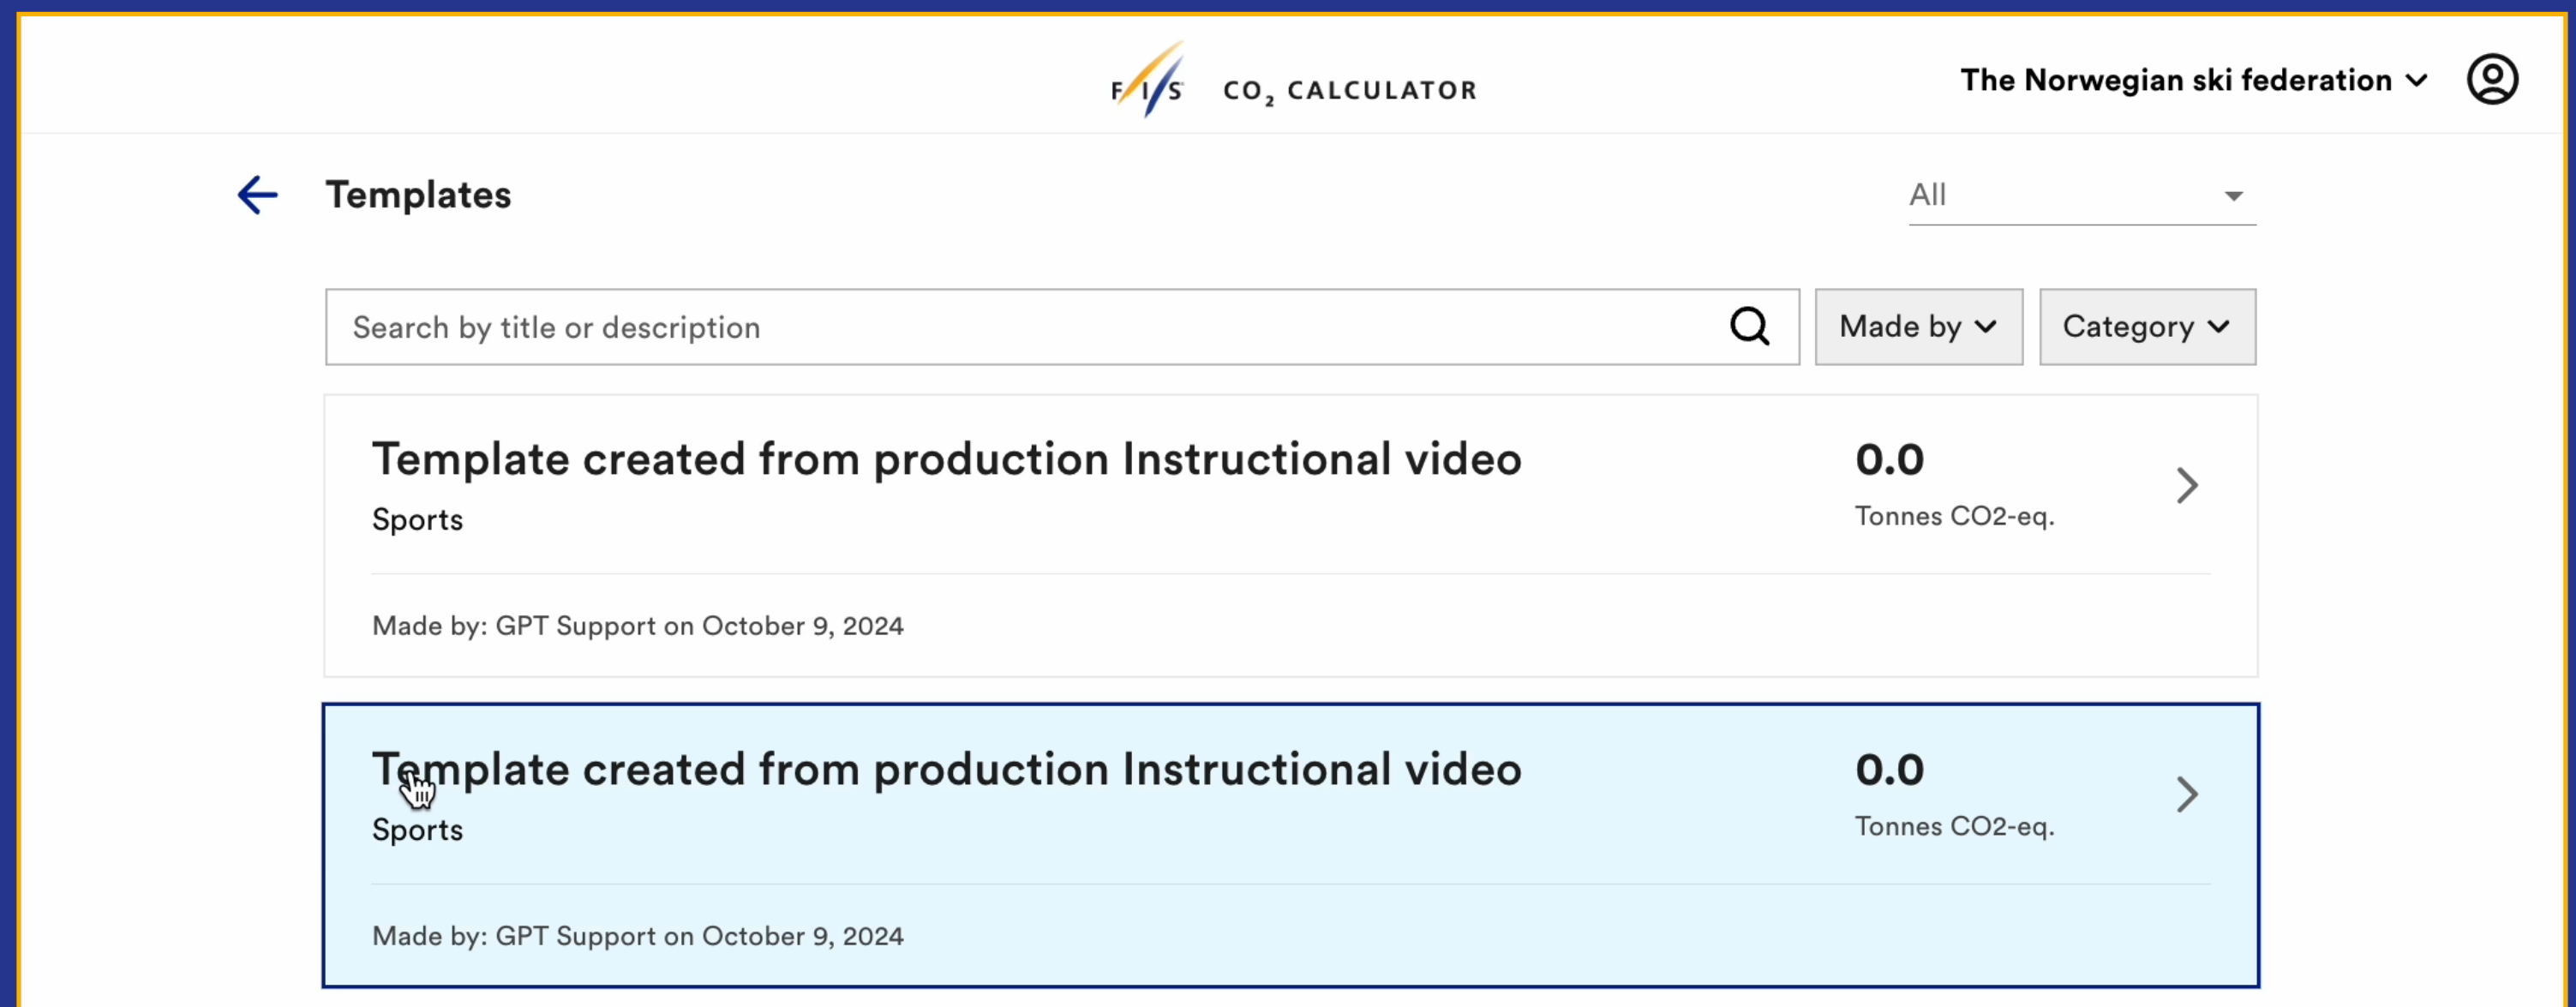 FIS CO₂ CALCULATOR
The Norwegian ski federation
Templates
All
Search by title or description
Made by
Category
Template created from production Instructional video
0.0
Sports
Tonnes CO2-eq.
Made by: GPT Support on October 9, 2024
Template created from production Instructional video
0.0
Sports
Tonnes CO2-eq.
Made by: GPT Support on October 9, 2024